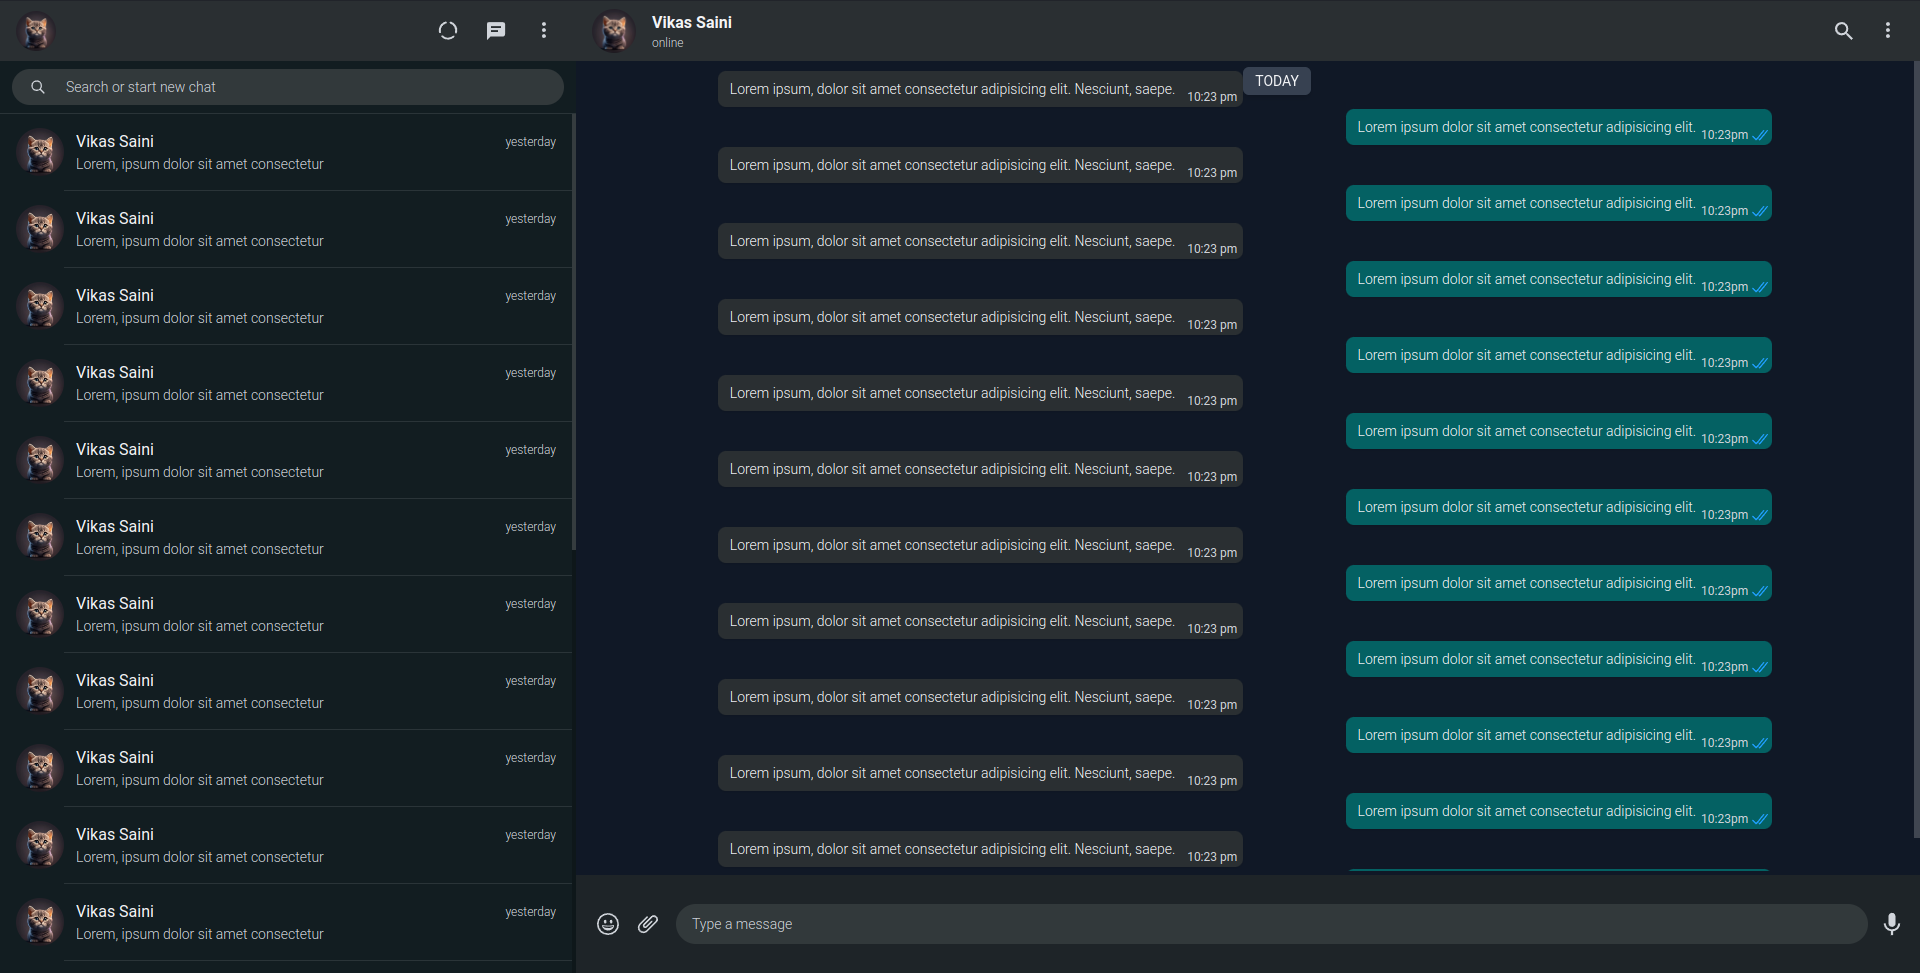 Search or start new chat
Vikas Saini
yesterday
Lorem, ipsum dolor sit amet consectetur
Vikas Saini
yesterday
Lorem, ipsum dolor sit amet consectetur
Vikas Saini
yesterday
Lorem, ipsum dolor sit amet consectetur
Vikas Saini
yesterday
Lorem, ipsum dolor sit amet consectetur
Vikas Saini
yesterday
Lorem, ipsum dolor sit amet consectetur
Vikas Saini
yesterday
Lorem, ipsum dolor sit amet consectetur
Vikas Saini
yesterday
Lorem, ipsum dolor sit amet consectetur
Vikas Saini
yesterday
Lorem, ipsum dolor sit amet consectetur
Vikas Saini
yesterday
Lorem, ipsum dolor sit amet consectetur
Vikas Saini
yesterday
Lorem, ipsum dolor sit amet consectetur
Vikas Saini
yesterday
Lorem, ipsum dolor sit amet consectetur
Vikas Saini
online
TODAY
Lorem ipsum, dolor sit amet consectetur adipisicing elit. Nesciunt, saepe. 10:23 pm
Lorem ipsum dolor sit amet consectetur adipisicing elit. 10:23pm
Lorem ipsum, dolor sit amet consectetur adipisicing elit. Nesciunt, saepe. 10:23 pm
Lorem ipsum dolor sit amet consectetur adipisicing elit. 10:23pm
Lorem ipsum, dolor sit amet consectetur adipisicing elit. Nesciunt, saepe. 10:23 pm
Lorem ipsum dolor sit amet consectetur adipisicing elit. 10:23pm
Lorem ipsum, dolor sit amet consectetur adipisicing elit. Nesciunt, saepe. 10:23 pm
Lorem ipsum dolor sit amet consectetur adipisicing elit. 10:23pm
Lorem ipsum, dolor sit amet consectetur adipisicing elit. Nesciunt, saepe. 10:23 pm
Lorem ipsum dolor sit amet consectetur adipisicing elit. 10:23pm
Lorem ipsum, dolor sit amet consectetur adipisicing elit. Nesciunt, saepe. 10:23 pm
Lorem ipsum dolor sit amet consectetur adipisicing elit. 10:23pm
Lorem ipsum, dolor sit amet consectetur adipisicing elit. Nesciunt, saepe. 10:23 pm
Lorem ipsum dolor sit amet consectetur adipisicing elit. 10:23pm
Lorem ipsum, dolor sit amet consectetur adipisicing elit. Nesciunt, saepe. 10:23 pm
Lorem ipsum dolor sit amet consectetur adipisicing elit. 10:23pm
Lorem ipsum, dolor sit amet consectetur adipisicing elit. Nesciunt, saepe. 10:23 pm
Lorem ipsum dolor sit amet consectetur adipisicing elit. 10:23pm
Lorem ipsum, dolor sit amet consectetur adipisicing elit. Nesciunt, saepe. 10:23 pm
Lorem ipsum dolor sit amet consectetur adipisicing elit. 10:23pm
Lorem ipsum, dolor sit amet consectetur adipisicing elit. Nesciunt, saepe. 10:23 pm
Type a message